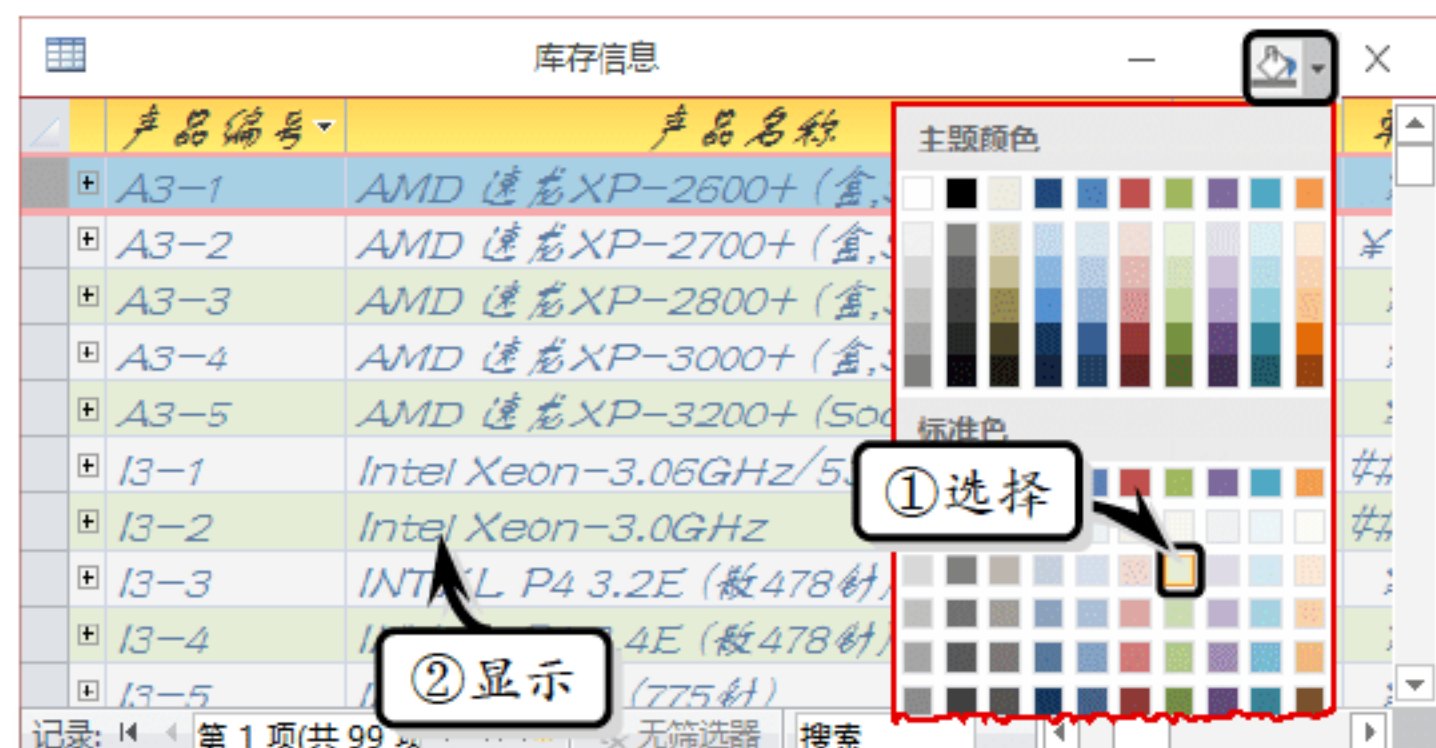 库存信息
产品编号 产品名称
主题颜色
A3-1 AMD 速龙XP-2600+(盒,
A3-2 AMD 速龙XP-2700+(盒, ¥
A3-3 AMD 速龙XP-2800+(盒,
A3-4 AMD 速龙XP-3000+(盒,
A3-5 AMD 速龙XP-3200+(Soc
标准色
I3-1 Intel Xeon-3.06GHz/53 ##
①选择
I3-2 Intel Xeon-3.0GHz ##
I3-3 P4 3.2E(散478针)
I3-4 4E(散478针)
②显示
I3-5 (775针)
记录: 第 1 项(共 99 项 无筛选器 搜索